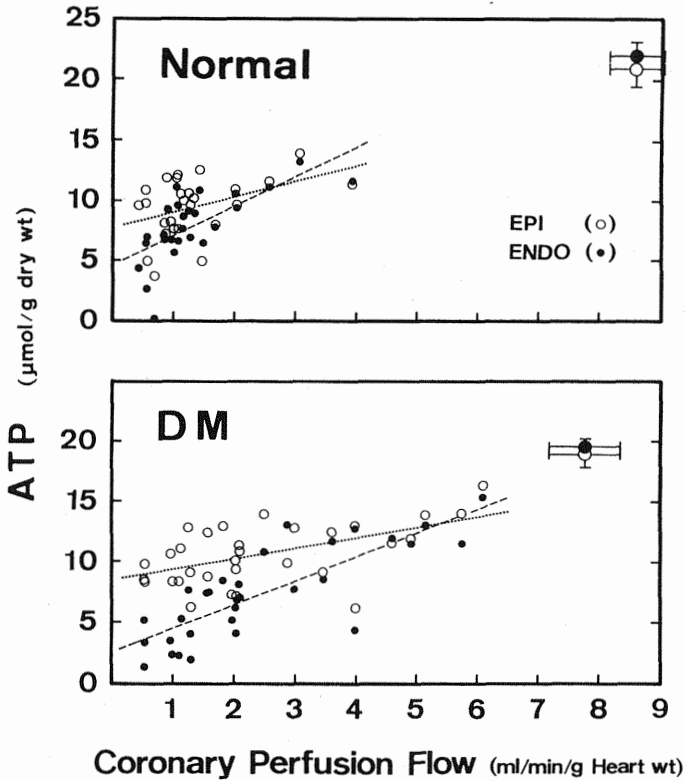 25
Normal
20
15
10
EPI (○)
ENDO (●)
5
0
ATP (μmol/g dry wt)
DM
20
15
10
5
0
1 2 3 4 5 6 7 8 9
Coronary Perfusion Flow (ml/min/g Heart wt)